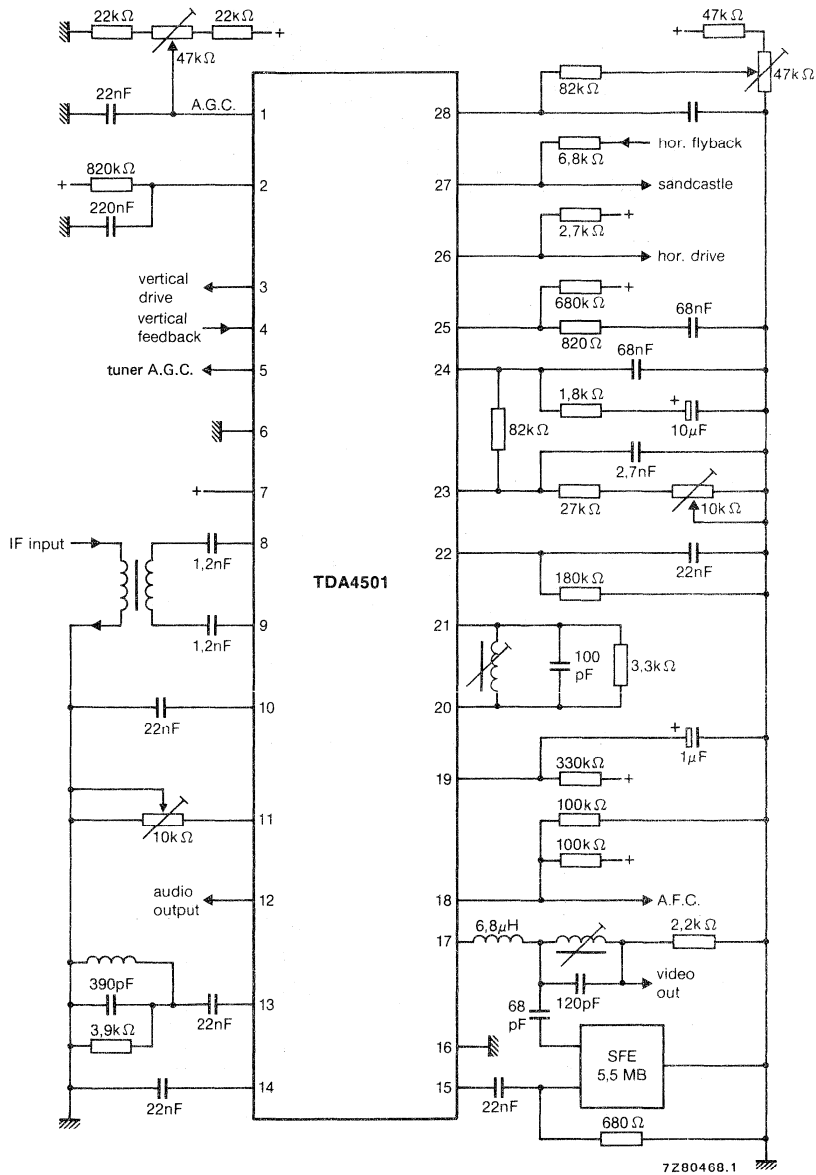 22kΩ
22kΩ
+
47kΩ
22nF
A.G.C.
1
820kΩ
+
2
220nF
vertical
drive
3
vertical
feedback
4
tuner A.G.C.
5
6
+
7
IF input
8
1,2nF
9
1,2nF
10
22nF
11
10kΩ
audio
output
12
390pF
13
22nF
3,9kΩ
14
22nF
TDA4501
47kΩ
+
47kΩ
82kΩ
28
hor. flyback
6,8kΩ
27
sandcastle
+
2,7kΩ
26
hor. drive
+
680kΩ
68nF
25
820Ω
68nF
24
1,8kΩ
+
10µF
82kΩ
2,7nF
23
27kΩ
10kΩ
22
22nF
180kΩ
21
100
pF
3,3kΩ
20
+
1µF
330kΩ
19
+
100kΩ
100kΩ
+
18
A.F.C.
6,8µH
2,2kΩ
17
video
out
120pF
68
pF
16
SFE
5,5 MB
15
22nF
680Ω
7Z80468.1